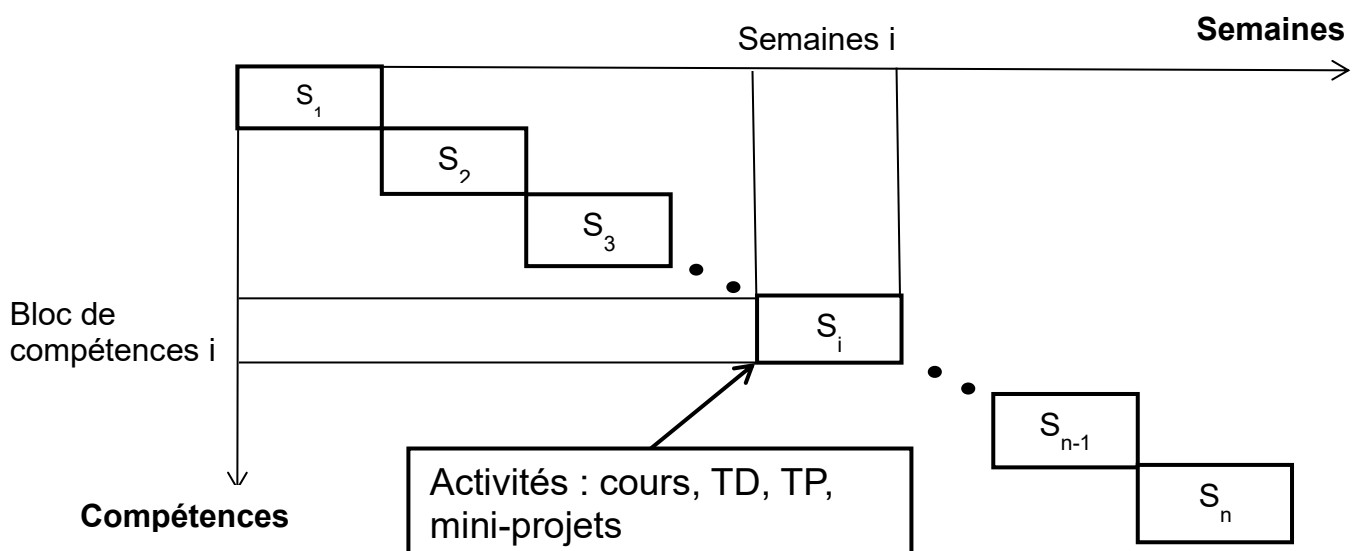 Semaines
Semaines i
S₁
S₂
S₃
Bloc de
compétences i
Sᵢ
Sₙ₋₁
Activités : cours, TD, TP,
mini-projets
Sₙ
Compétences